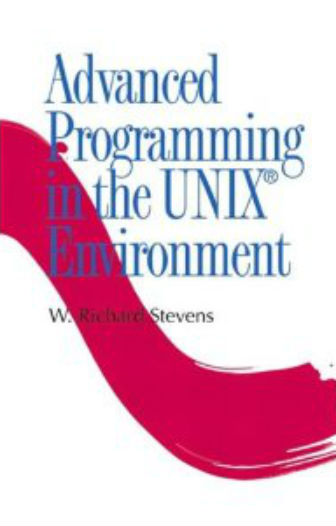 Advanced
Programming
in the UNIX®
Environment
W. Richard Stevens